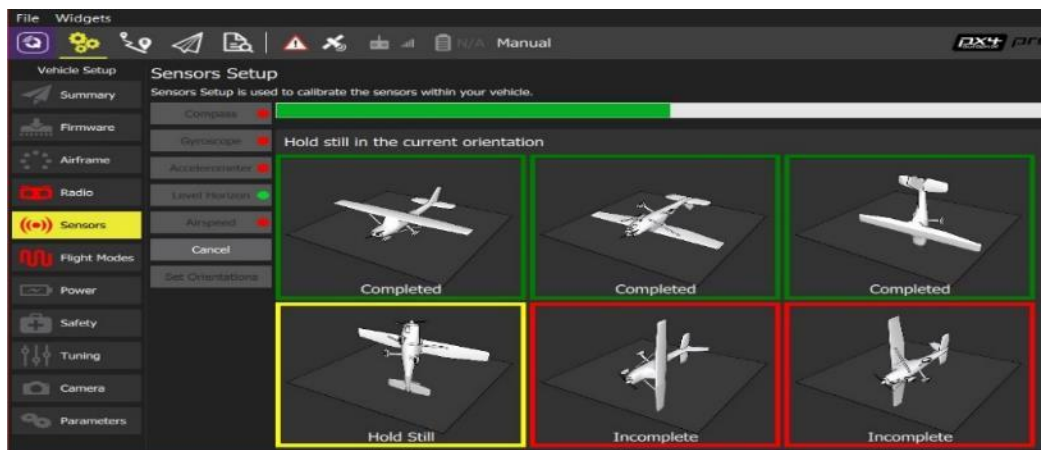 File Widgets
N/A Manual
px4
Vehicle Setup
Summary
Firmware
Airframe
Radio
Sensors
Flight Modes
Power
Safety
Tuning
Camera
Parameters
Sensors Setup
Sensors Setup is used to calibrate the sensors within your vehicle.
Compass
Gyroscope
Accelerometer
Level Horizon
Airspeed
Cancel
Set Orientations
Hold still in the current orientation
Completed Completed Completed
Hold Still Incomplete Incomplete